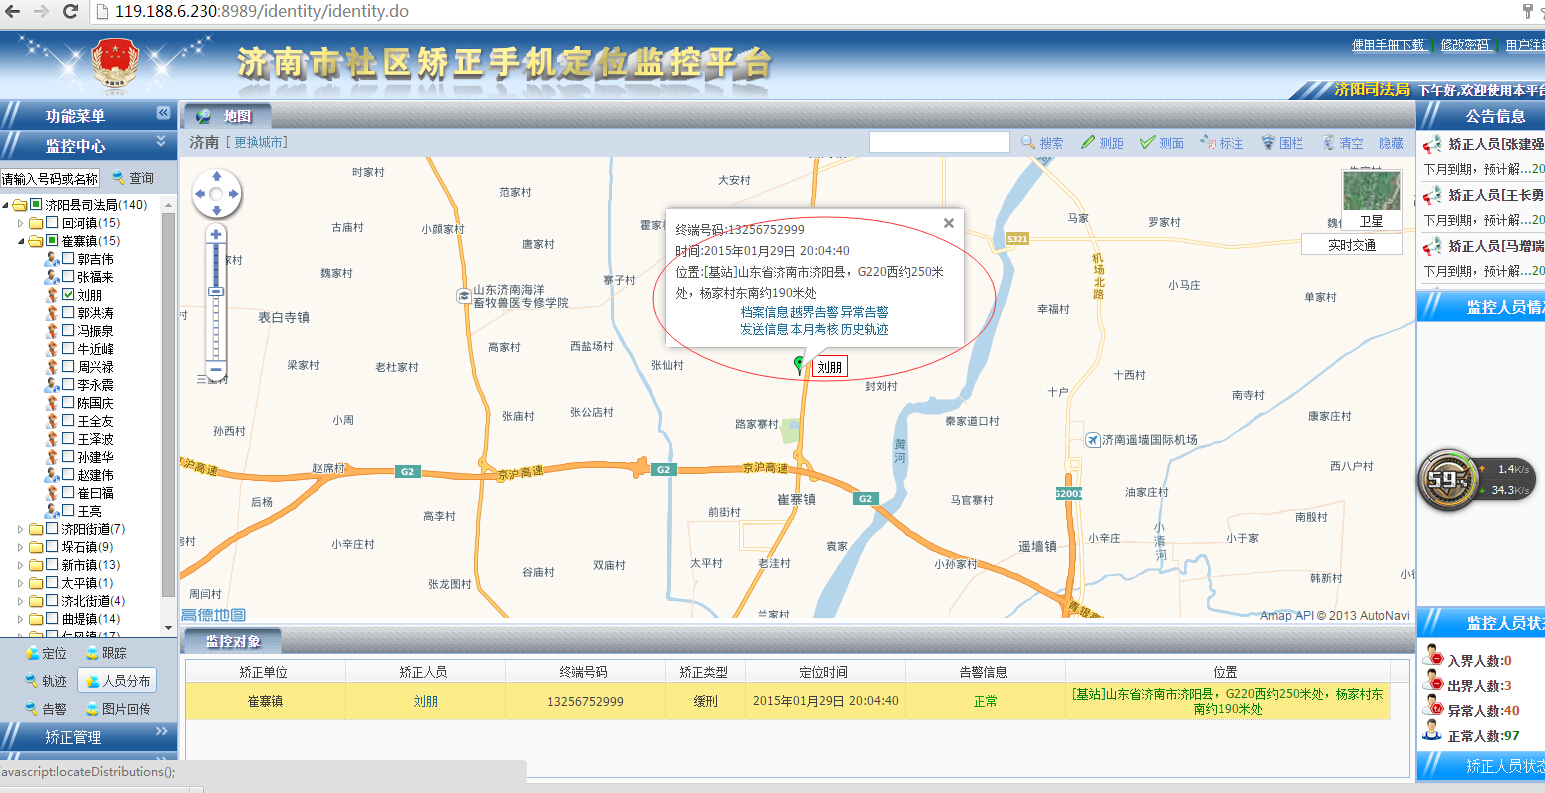 119.188.6.230:8989/identity/identity.do
济南市社区矫正手机定位监控平台
使用手册下载 | 修改密码 |
济阳司法局 下午好,欢迎使用本平台
功能菜单
监控中心
请输入号码或名称 查询
济阳县司法局(140)
回河镇(15)
崔寨镇(15)
郭吉伟
张福来
刘朋
郭洪涛
冯振泉
牛近峰
周兴禄
李永震
陈国庆
王全友
王泽波
孙建华
赵建伟
崔曰福
王亮
济阳街道(7)
垛石镇(9)
新市镇(13)
太平镇(1)
济北街道(4)
曲堤镇(14)
仁风镇(17)
定位 跟踪
轨迹 人员分布
告警 图片回传
矫正管理
javascript:locateDistributions();
地图
济南 [ 更换城市]
搜索 测距 测面 标注 围栏 清空 隐藏
卫星
实时交通
终端号码:13256752999
时间:2015年01月29日 20:04:40
位置:[基站]山东省济南市济阳县，G220西约250米
处，杨家村东南约190米处
档案信息 越界告警 异常告警
发送信息 本月考核 历史轨迹
刘朋
时家村
范家村
大安村
古庙村
小颜家村
唐家村
霍家
魏家村
寨子村
山东济南海洋
畜牧兽医专修学院
表白寺镇
梁家村
老杜家村
高家村
西盐场村
张仙村
封刘村
小周
张庙村
张公店村
路家寨村
孙西村
秦家道口村
黄河
马家
罗家村
S321
机场北路
小马庄
幸福村
单家村
十西村
十户
南寺村
康家庄村
济南遥墙国际机场
西八户村
赵席村
G2
京沪高速
G2
京沪高速
G2
京沪高速
G2001
后杨
高李村
崔寨镇
前街村
马官寨村
油家庄村
南殷村
小辛庄村
双庙村
谷庙村
张龙图村
周闫村
太平村
老洼村
袁家
兰家村
小孙家村
遥墙镇
小辛庄
小清河
小于家
韩新村
青银高速
高德地图
Amap API © 2013 AutoNavi
监控对象
矫正单位 矫正人员 终端号码 矫正类型 定位时间 告警信息 位置
崔寨镇 刘朋 13256752999 缓刑 2015年01月29日 20:04:40 正常 [基站]山东省济南市济阳县，G220西约250米处，杨家村东
南约190米处
公告信息
矫正人员[张建强
下月到期，预计解...20
矫正人员[王长勇
下月到期，预计解...20
矫正人员[马增瑞
下月到期，预计解...20
监控人员情况
59%
1.4K/s
34.3K/s
监控人员状态
入界人数:0
出界人数:3
异常人数:40
正常人数:97
矫正人员状态